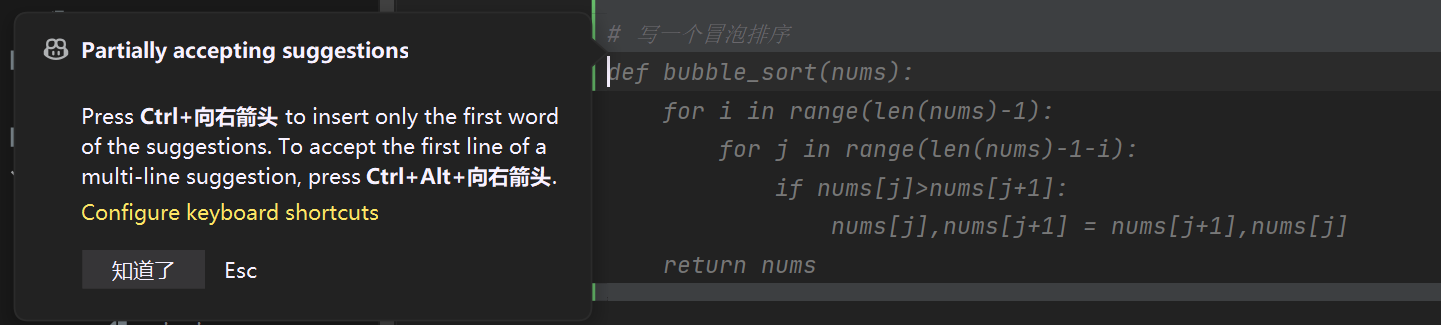 Partially accepting suggestions
Press Ctrl+向右箭头 to insert only the first word
of the suggestions. To accept the first line of a
multi-line suggestion, press Ctrl+Alt+向右箭头.
Configure keyboard shortcuts
知道了 Esc
# 写一个冒泡排序
def bubble_sort(nums):
    for i in range(len(nums)-1):
        for j in range(len(nums)-1-i):
            if nums[j]>nums[j+1]:
                nums[j],nums[j+1] = nums[j+1],nums[j]
    return nums